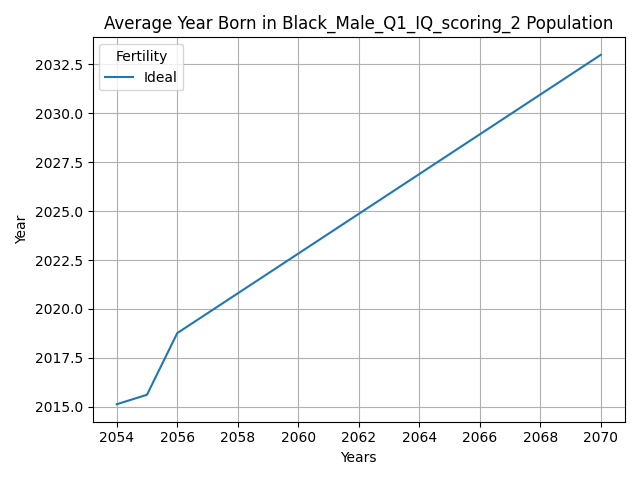 Average Year Born in Black_Male_Q1_IQ_scoring_2 Population
Fertility
Ideal
2032.5
2030.0
2027.5
2025.0
2022.5
2020.0
2017.5
2015.0
Year
2054 2056 2058 2060 2062 2064 2066 2068 2070
Years